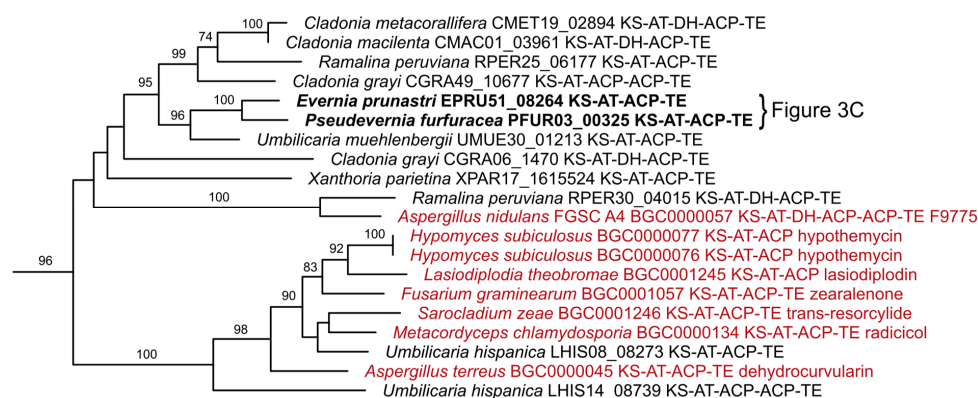 100 Cladonia metacorallifera CMET19_02894 KS-AT-DH-ACP-TE
74 Cladonia macilenta CMAC01_03961 KS-AT-DH-ACP-TE
99 Ramalina peruviana RPER25_06177 KS-AT-ACP-TE
95 Cladonia grayi CGRA49_10677 KS-AT-ACP-ACP-TE
100 Evernia prunastri EPRU51_08264 KS-AT-ACP-TE
96 Pseudevernia furfuracea PFUR03_00325 KS-AT-ACP-TE } Figure 3C
Umbilicaria muehlenbergii UMUE30_01213 KS-AT-ACP-TE
Cladonia grayi CGRA06_1470 KS-AT-DH-ACP-TE
Xanthoria parietina XPAR17_1615524 KS-AT-ACP-TE
100 Ramalina peruviana RPER30_04015 KS-AT-DH-ACP-TE
Aspergillus nidulans FGSC A4 BGC0000057 KS-AT-DH-ACP-ACP-TE F9775
100 Hypomyces subiculosus BGC0000077 KS-AT-ACP hypothemycin
92 Hypomyces subiculosus BGC0000076 KS-AT-ACP hypothemycin
96 83 Lasiodiplodia theobromae BGC0001245 KS-AT-ACP lasiodiplodin
Fusarium graminearum BGC0001057 KS-AT-ACP-TE zearalenone
90 Sarocladium zeae BGC0001246 KS-AT-ACP-TE trans-resorcylide
98 Metacordyceps chlamydosporia BGC0000134 KS-AT-ACP-TE radicicol
100 Umbilicaria hispanica LHIS08_08273 KS-AT-ACP-TE
Aspergillus terreus BGC0000045 KS-AT-ACP-TE dehydrocurvularin
Umbilicaria hispanica LHIS14_08739 KS-AT-ACP-ACP-TE